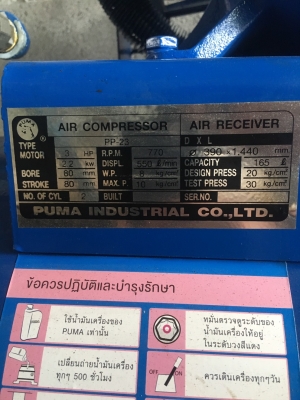 AIR COMPRESSOR AIR RECEIVER
TYPE PP-23 D X L
MOTOR 3 HP R.P.M. 770 390 x 1,440 mm
2.2 kw DISPL. 550 ℓ/min CAPACITY 165 ℓ
BORE 80 mm W.P. 8 kg/cm² DESIGN PRESS 20 kg/cm²
STROKE 80 mm MAX. P. 10 kg/cm² TEST PRESS 30 kg/cm²
NO. OF CYL 2 BUILT SER.NO.
PUMA INDUSTRIAL CO.,LTD.
ข้อควรปฏิบัติและบำรุงรักษา
ใช้น้ำมันเครื่องของ
PUMA เท่านั้น
หมั่นตรวจดูระดับของ
น้ำมันเครื่องให้อยู่
ในระดับวงสีแดง
เปลี่ยนถ่ายน้ำมันเครื่อง
ทุกๆ 500 ชั่วโมง
OFF
ON
ควรเดินเครื่องทุกๆวัน